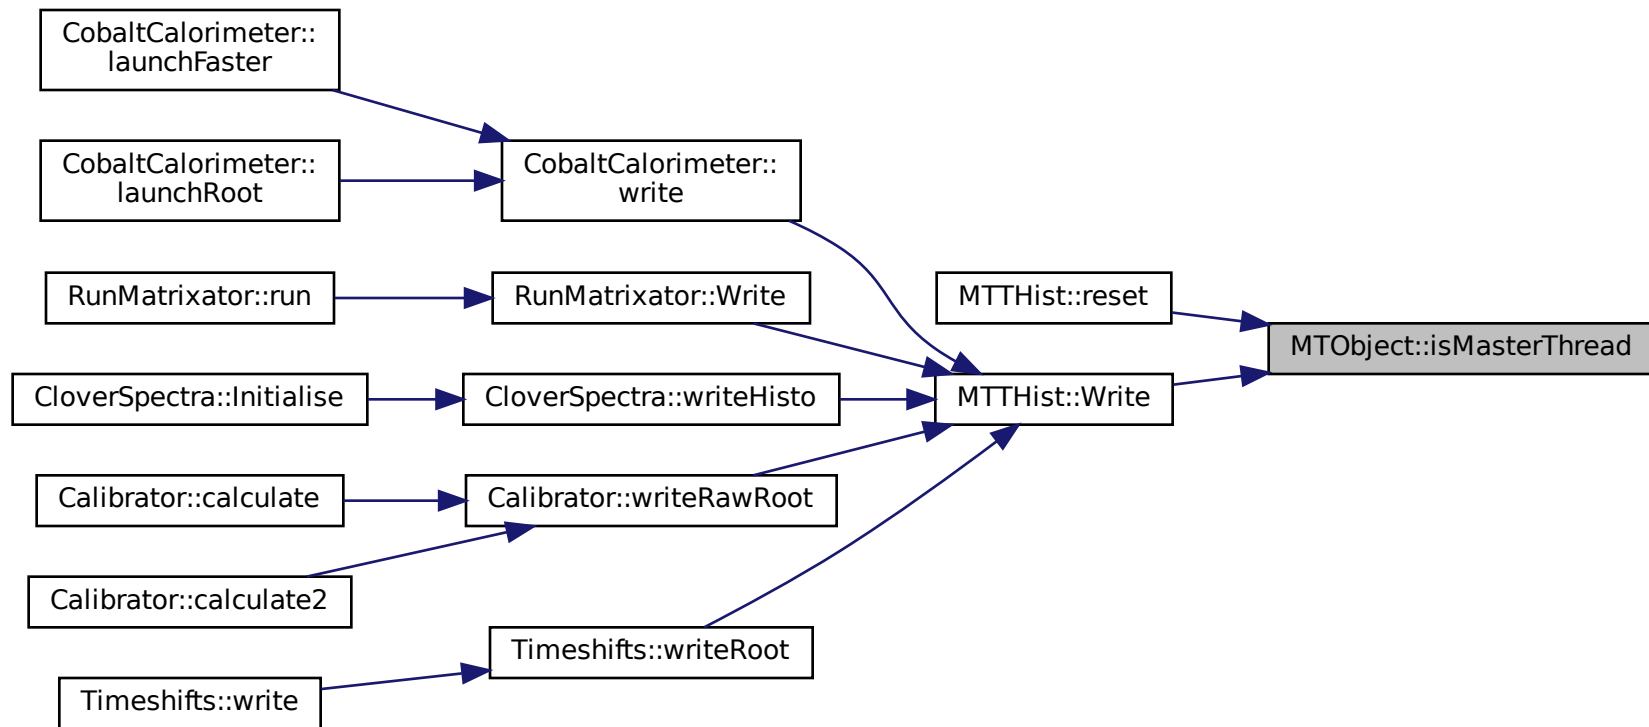 CobaltCalorimeter::
launchFaster
CobaltCalorimeter::
launchRoot
CobaltCalorimeter::
write
RunMatrixator::run
RunMatrixator::Write
MTTHist::reset
MTObject::isMasterThread
CloverSpectra::Initialise
CloverSpectra::writeHisto
MTTHist::Write
Calibrator::calculate
Calibrator::writeRawRoot
Calibrator::calculate2
Timeshifts::writeRoot
Timeshifts::write